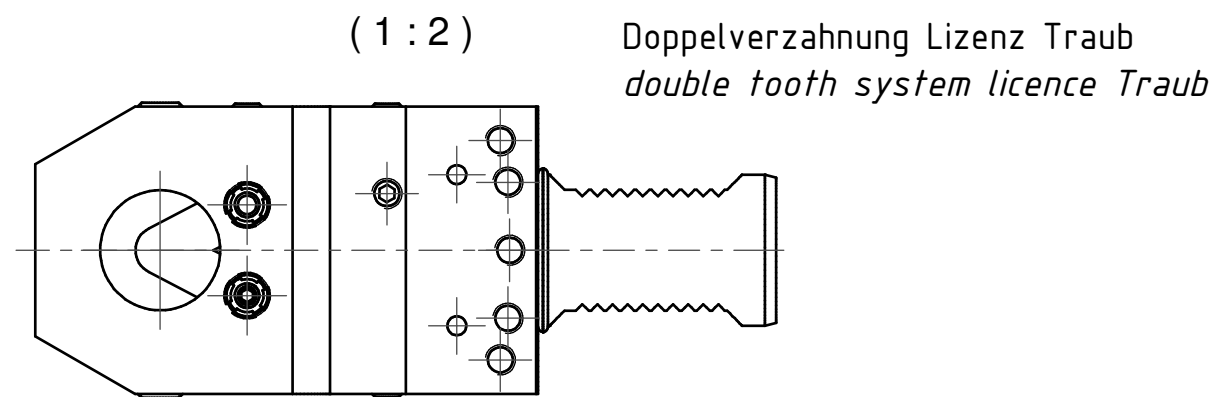 ( 1 : 2 )
Doppelverzahnung Lizenz Traub
double tooth system licence Traub